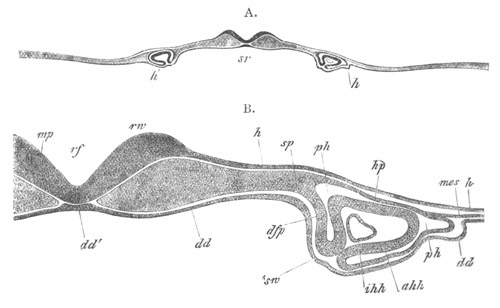 A.
h
sr
h
B.
mp
rf
rw
h
sp
ph
hp
mes
h
dd'
dd
dfp
sw
ihh
ahh
ph
dd